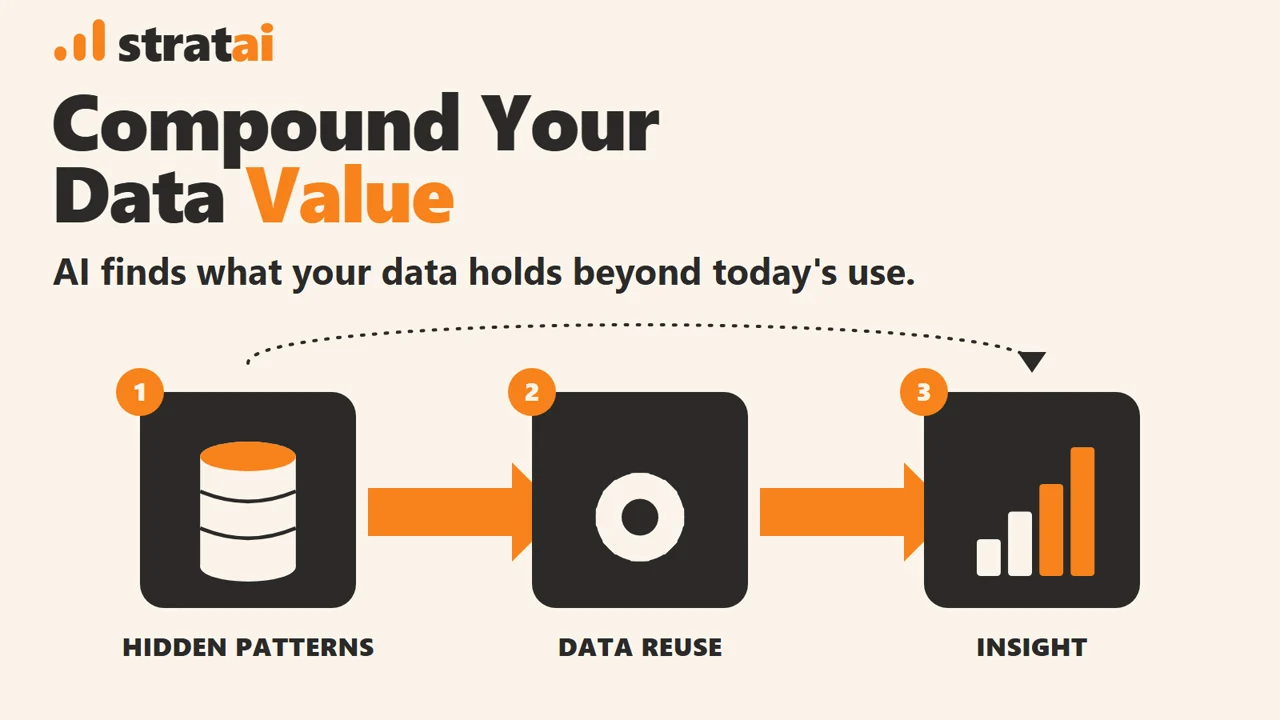 stratai
Compound Your
Data Value
AI finds what your data holds beyond today's use.
1
2
3
HIDDEN PATTERNS
DATA REUSE
INSIGHT